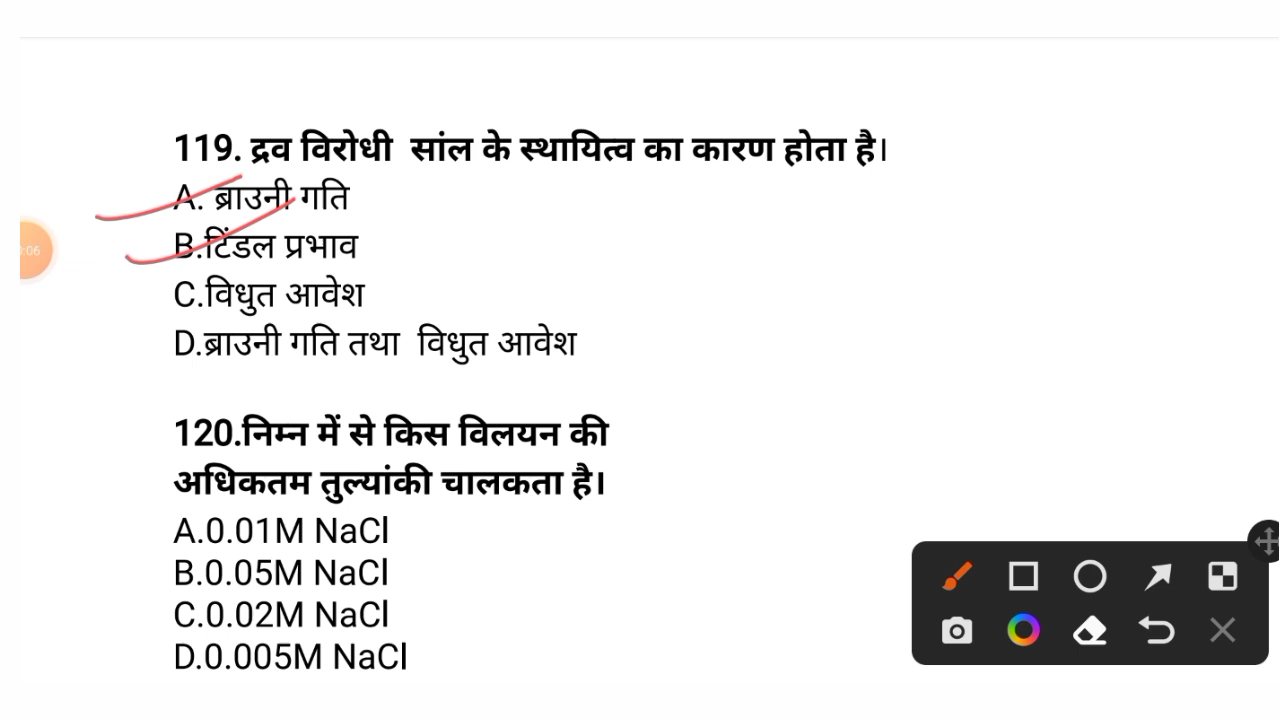 119. द्रव विरोधी सांल के स्थायित्व का कारण होता है।
A. ब्राउनी गति
B.टिंडल प्रभाव
:06
C.विधुत आवेश
D.ब्राउनी गति तथा विधुत आवेश
120.निम्न में से किस विलयन की
अधिकतम तुल्यांकी चालकता है।
A.0.01M NaCl
B.0.05M NaCl
C.0.02M NaCl
D.0.005M NaCl